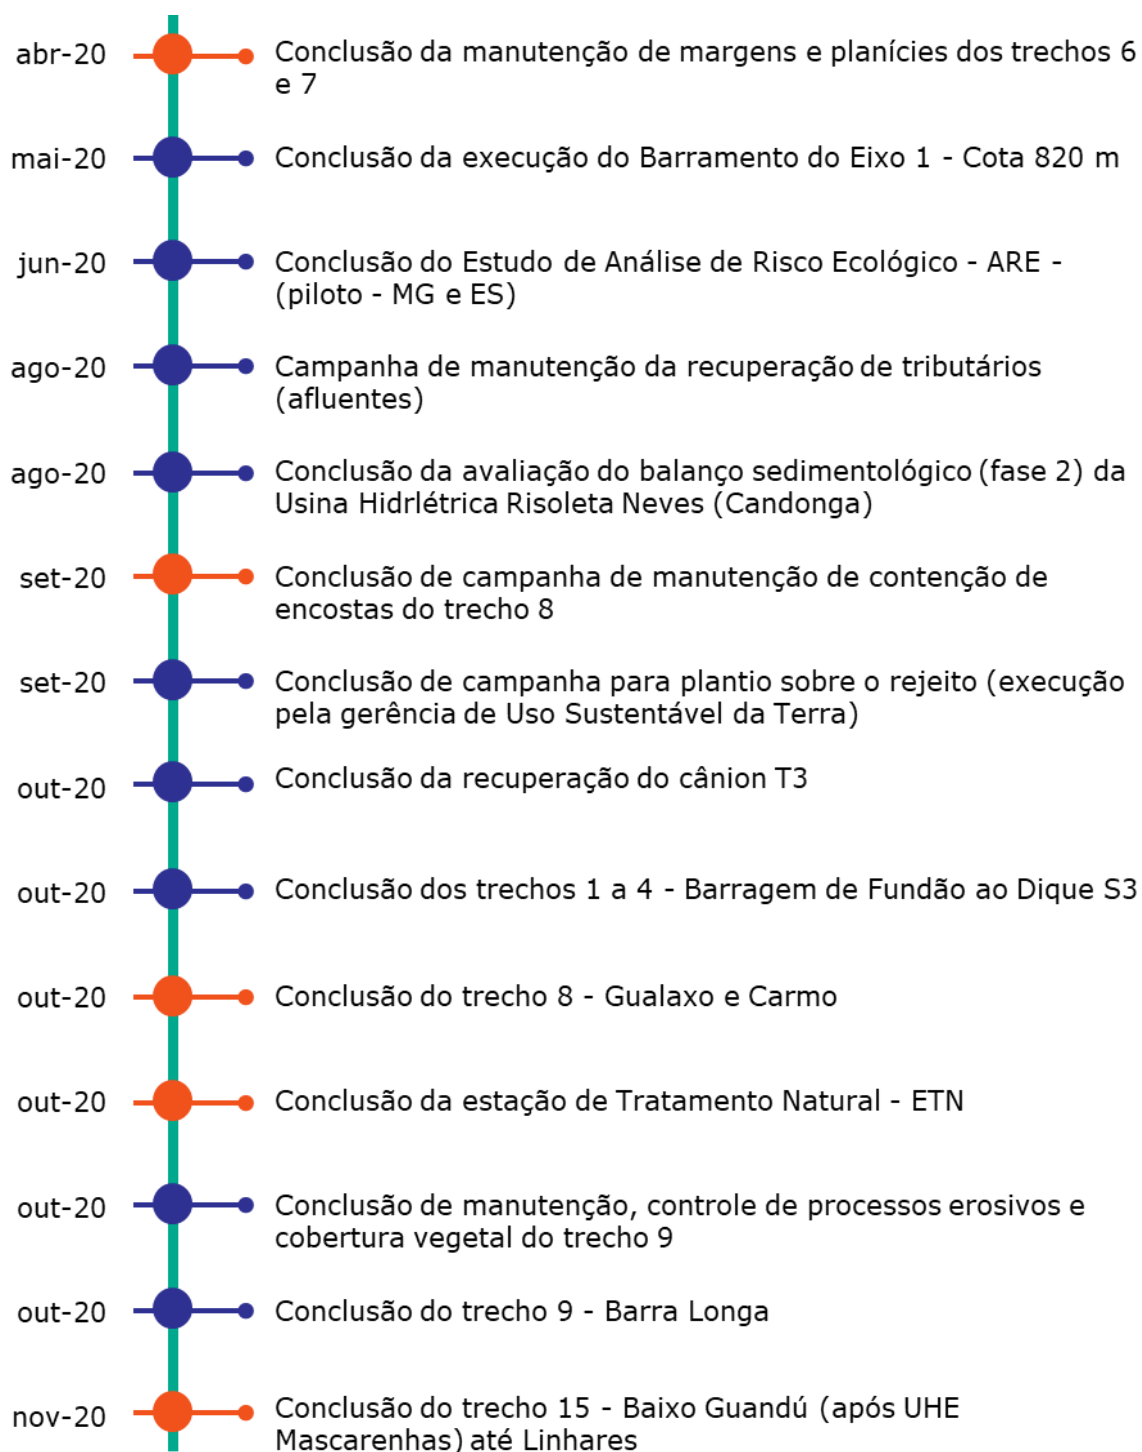 abr-20
Conclusão da manutenção de margens e planícies dos trechos 6
e 7
mai-20
Conclusão da execução do Barramento do Eixo 1 - Cota 820 m
jun-20
Conclusão do Estudo de Análise de Risco Ecológico - ARE -
(piloto - MG e ES)
ago-20
Campanha de manutenção da recuperação de tributários
(afluentes)
ago-20
Conclusão da avaliação do balanço sedimentológico (fase 2) da
Usina Hidrlétrica Risoleta Neves (Candonga)
set-20
Conclusão de campanha de manutenção de contenção de
encostas do trecho 8
set-20
Conclusão de campanha para plantio sobre o rejeito (execução
pela gerência de Uso Sustentável da Terra)
out-20
Conclusão da recuperação do cânion T3
out-20
Conclusão dos trechos 1 a 4 - Barragem de Fundão ao Dique S3
out-20
Conclusão do trecho 8 - Gualaxo e Carmo
out-20
Conclusão da estação de Tratamento Natural - ETN
out-20
Conclusão de manutenção, controle de processos erosivos e
cobertura vegetal do trecho 9
out-20
Conclusão do trecho 9 - Barra Longa
nov-20
Conclusão do trecho 15 - Baixo Guandú (após UHE
Mascarenhas) até Linhares